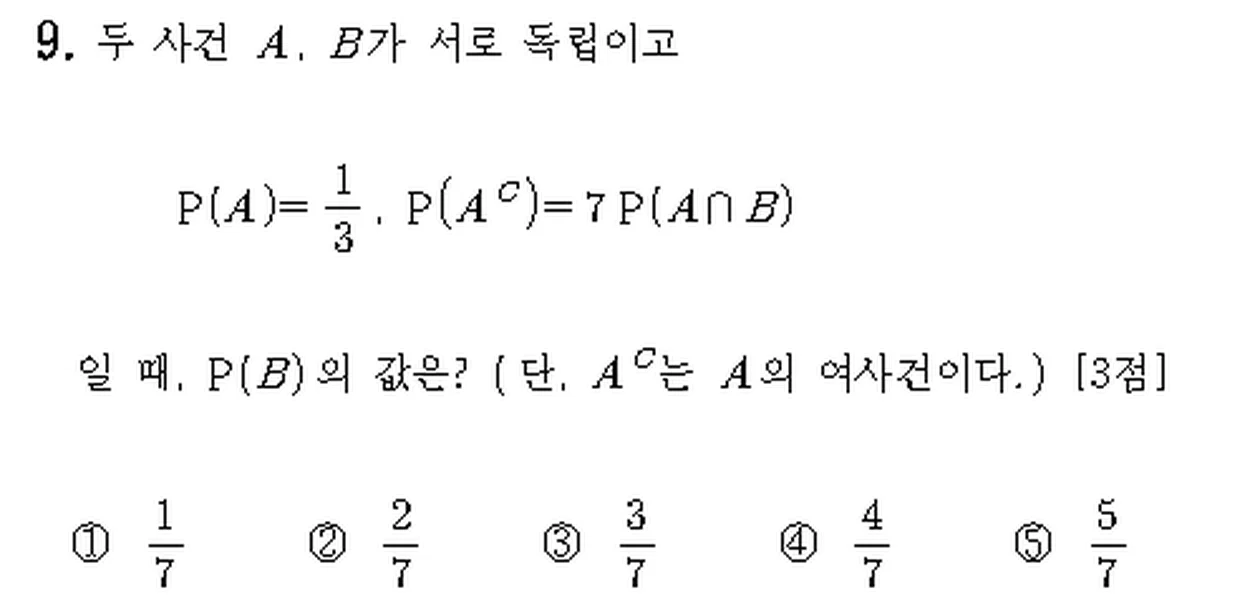 9. 두 사건 A, B가 서로 독립이고
P(A)= 1/3, P(A^C)= 7 P(A∩B)
일 때, P(B)의 값은? ( 단, A^C는 A의 여사건이다.) [3점]
① 1/7 ② 2/7 ③ 3/7 ④ 4/7 ⑤ 5/7